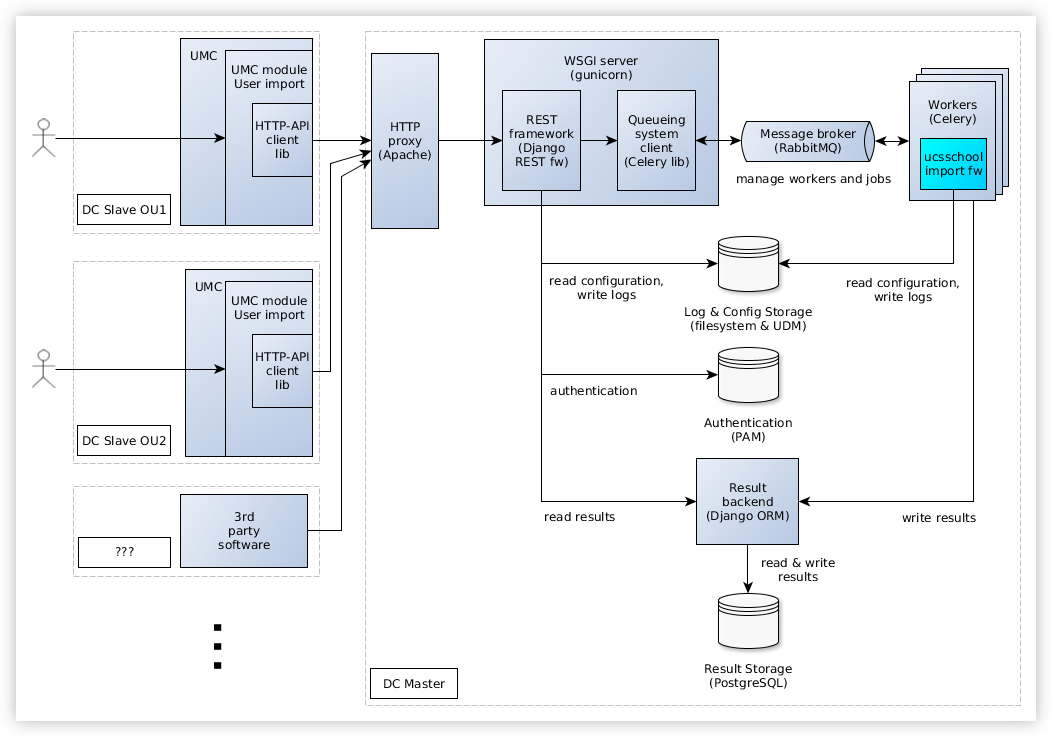 UMC
UMC module
User import
HTTP-API
client
lib
DC Slave OU1
UMC
UMC module
User import
HTTP-API
client
lib
DC Slave OU2
3rd
party
software
???
HTTP
proxy
(Apache)
WSGI server
(gunicorn)
REST
framework
(Django
REST fw)
Queueing
system
client
(Celery lib)
Message broker
(RabbitMQ)
manage workers and jobs
Workers
(Celery)
ucsschool
import fw
read configuration,
write logs
read configuration,
write logs
Log & Config Storage
(filesystem & UDM)
authentication
Authentication
(PAM)
Result
backend
(Django ORM)
read results
write results
read & write
results
Result Storage
(PostgreSQL)
DC Master